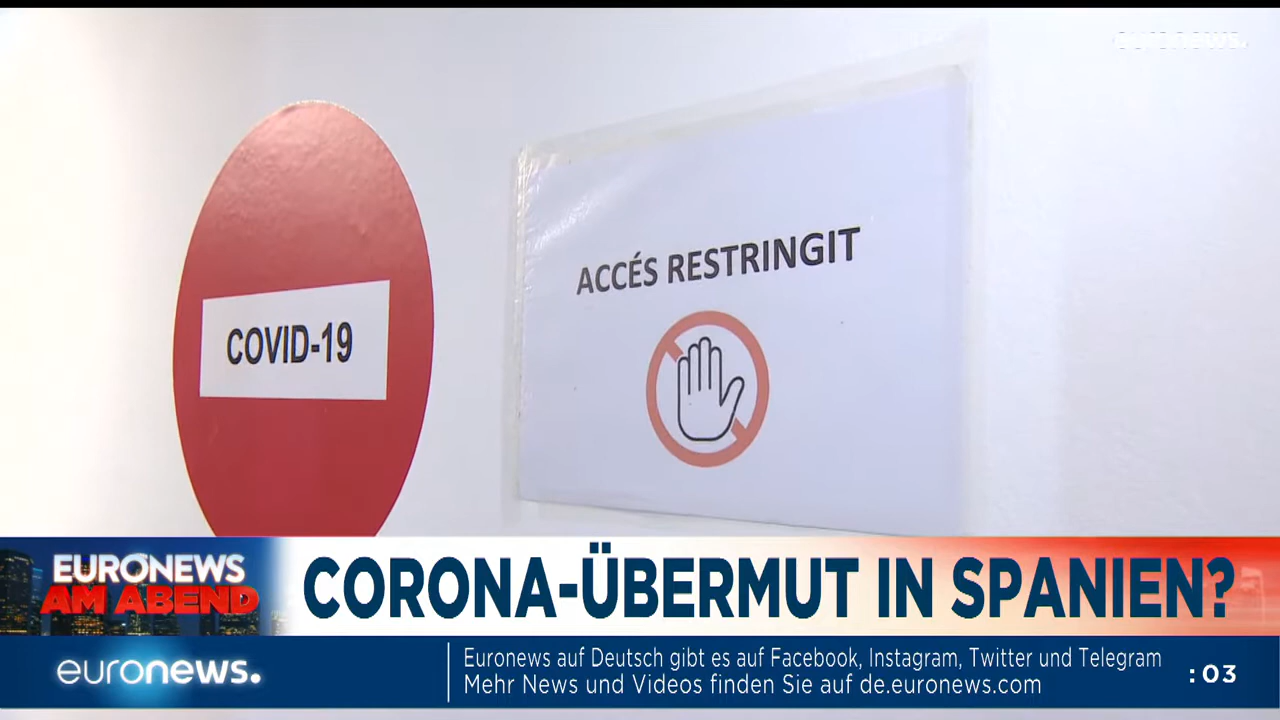 euronews.
ACCÉS RESTRINGIT
COVID-19
EURONEWS
AM ABEND
CORONA-ÜBERMUT IN SPANIEN?
euronews.
Euronews auf Deutsch gibt es auf Facebook, Instagram, Twitter und Telegram
Mehr News und Videos finden Sie auf de.euronews.com
:03